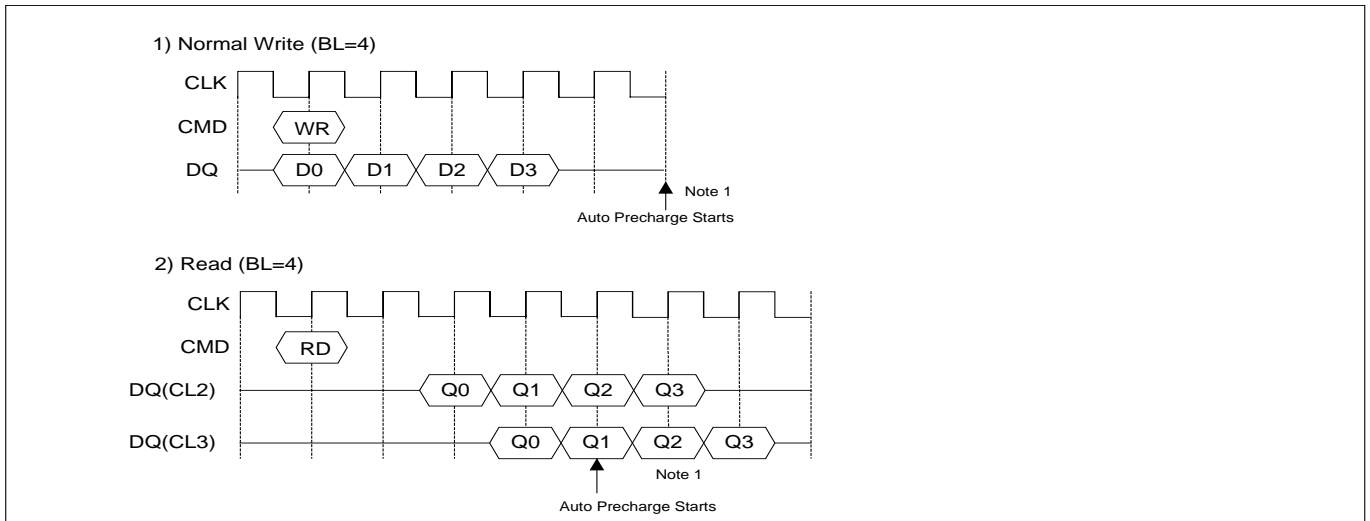 1) Normal Write (BL=4)
CLK
CMD WR
DQ D0 D1 D2 D3
Note 1
Auto Precharge Starts
2) Read (BL=4)
CLK
CMD RD
DQ(CL2) Q0 Q1 Q2 Q3
DQ(CL3) Q0 Q1 Q2 Q3
Note 1
Auto Precharge Starts